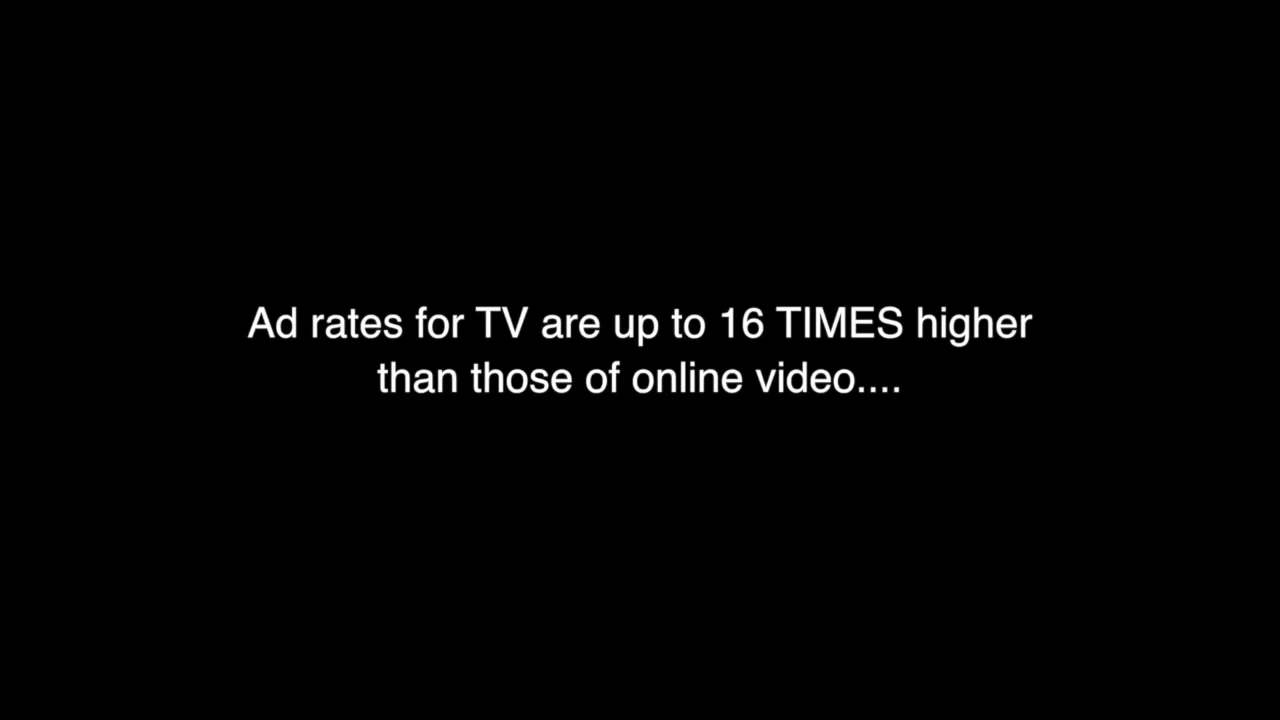 Ad rates for TV are up to 16 TIMES higher
than those of online video....